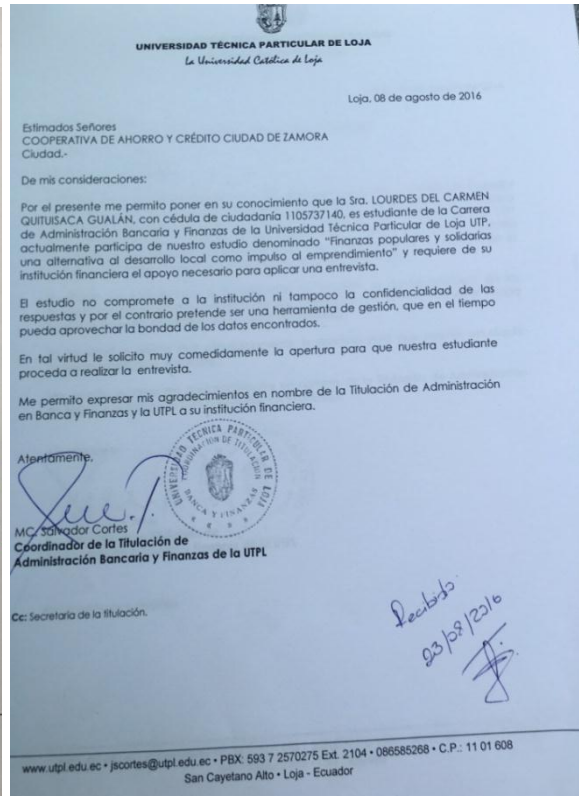 UNIVERSIDAD TÉCNICA PARTICULAR DE LOJA
La Universidad Católica de Loja
Loja, 08 de agosto de 2016
Estimados Señores
COOPERATIVA DE AHORRO Y CRÉDITO CIUDAD DE ZAMORA
Ciudad.-
De mis consideraciones:
Por el presente me permito poner en su conocimiento que la Sra. LOURDES DEL CARMEN
QUITUISACA GUALÁN, con cédula de ciudadanía 1105737140, es estudiante de la Carrera
de Administración Bancaria y Finanzas de la Universidad Técnica Particular de Loja UTP,
actualmente participa de nuestro estudio denominado "Finanzas populares y solidarias
una alternativa al desarrollo local como impulso al emprendimiento" y requiere de su
institución financiera el apoyo necesario para aplicar una entrevista.
El estudio no compromete a la institución ni tampoco la confidencialidad de las
respuestas y por el contrario pretende ser una herramienta de gestión, que en el tiempo
pueda aprovechar la bondad de los datos encontrados.
En tal virtud le solicito muy comedidamente la apertura para que nuestra estudiante
proceda a realizar la entrevista.
Me permito expresar mis agradecimientos en nombre de la Titulación de Administración
en Banca y Finanzas y la UTPL a su institución financiera.
Atentamente,
UNIVERSIDAD TECNICA PARTICULAR DE LOJA
COORDINACION DE TITULACION
BANCA Y FINANZAS
MC. Salvador Cortes
Coordinador de la Titulación de
Administración Bancaria y Finanzas de la UTPL
Cc: Secretaria de la titulación.
Recibido.
23/08/2016
www.utpl.edu.ec • jscortes@utpl.edu.ec • PBX: 593 7 2570275 Ext. 2104 • 086585268 • C.P.: 11 01 608
San Cayetano Alto • Loja - Ecuador